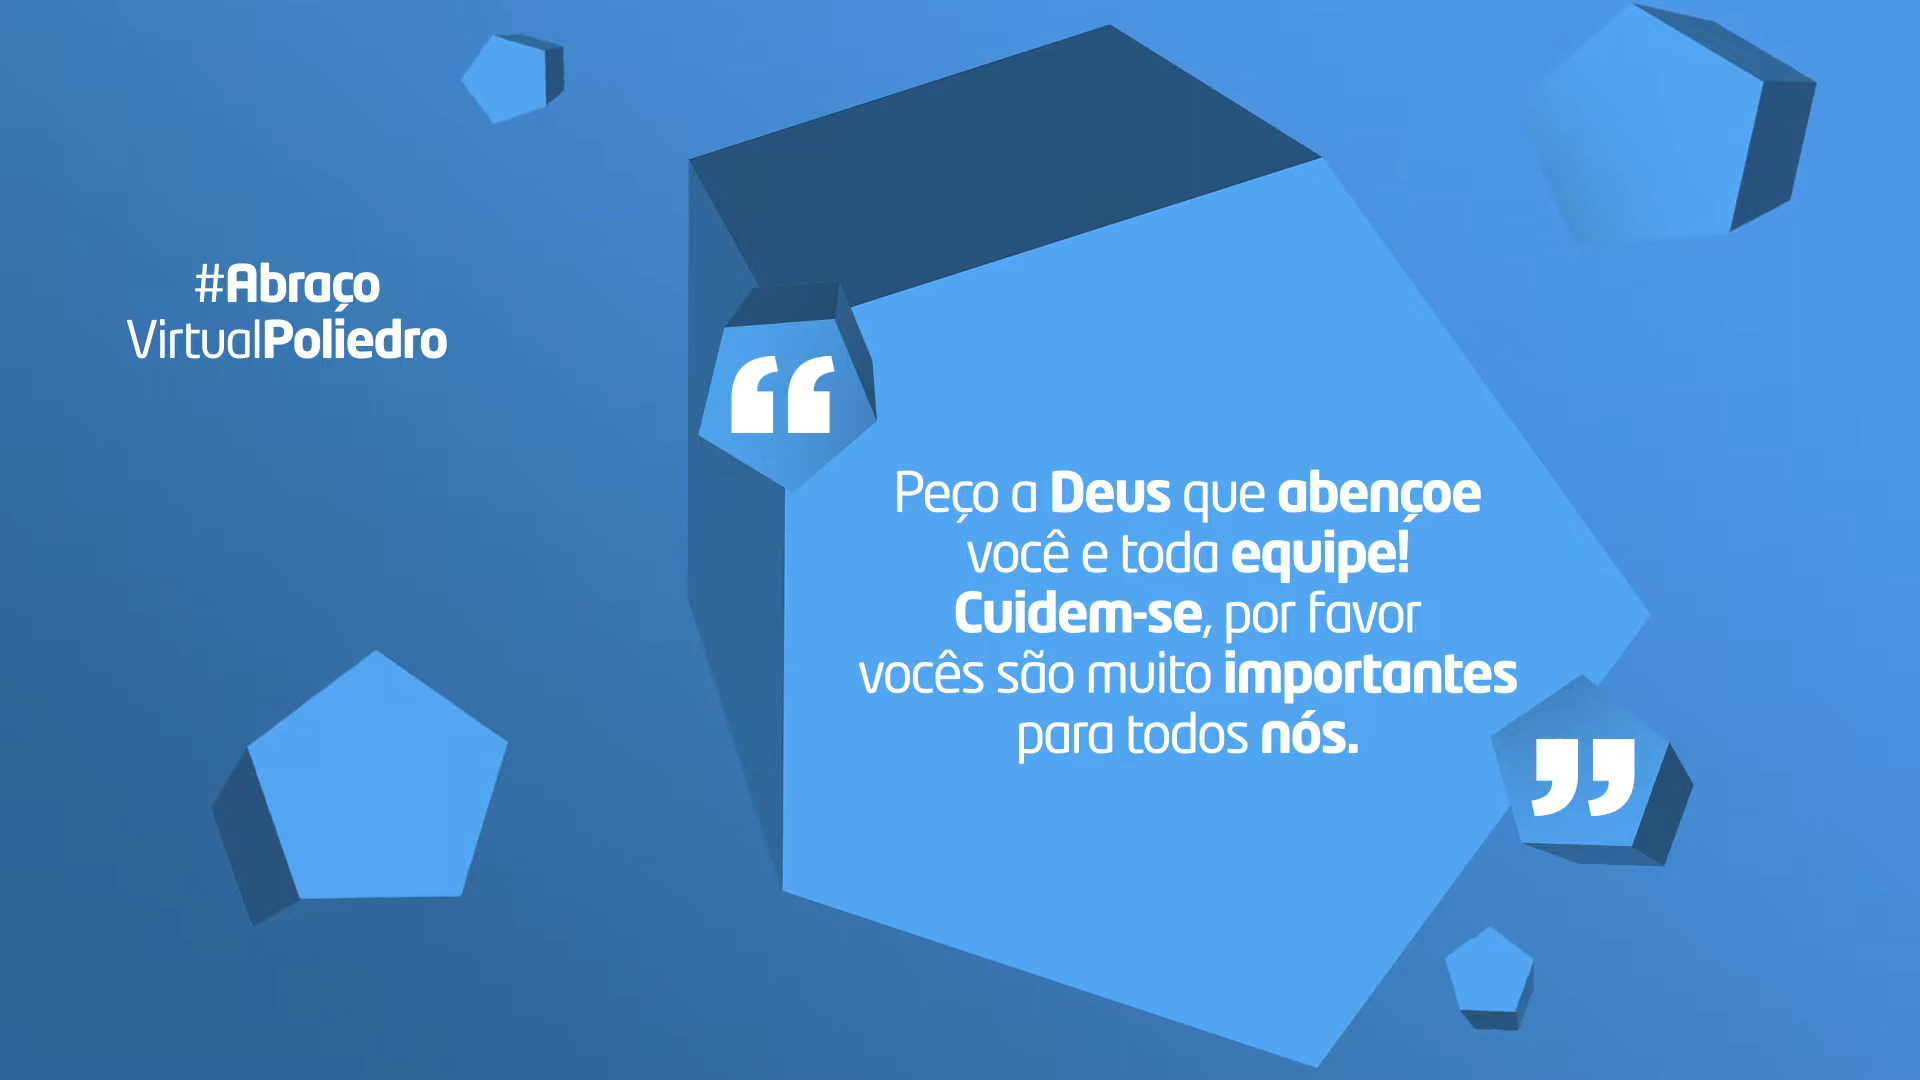 #Abraço
VirtualPoliedro
“
Peço a Deus que abençoe
você e toda equipe!
Cuidem-se, por favor
vocês são muito importantes
para todos nós.
”